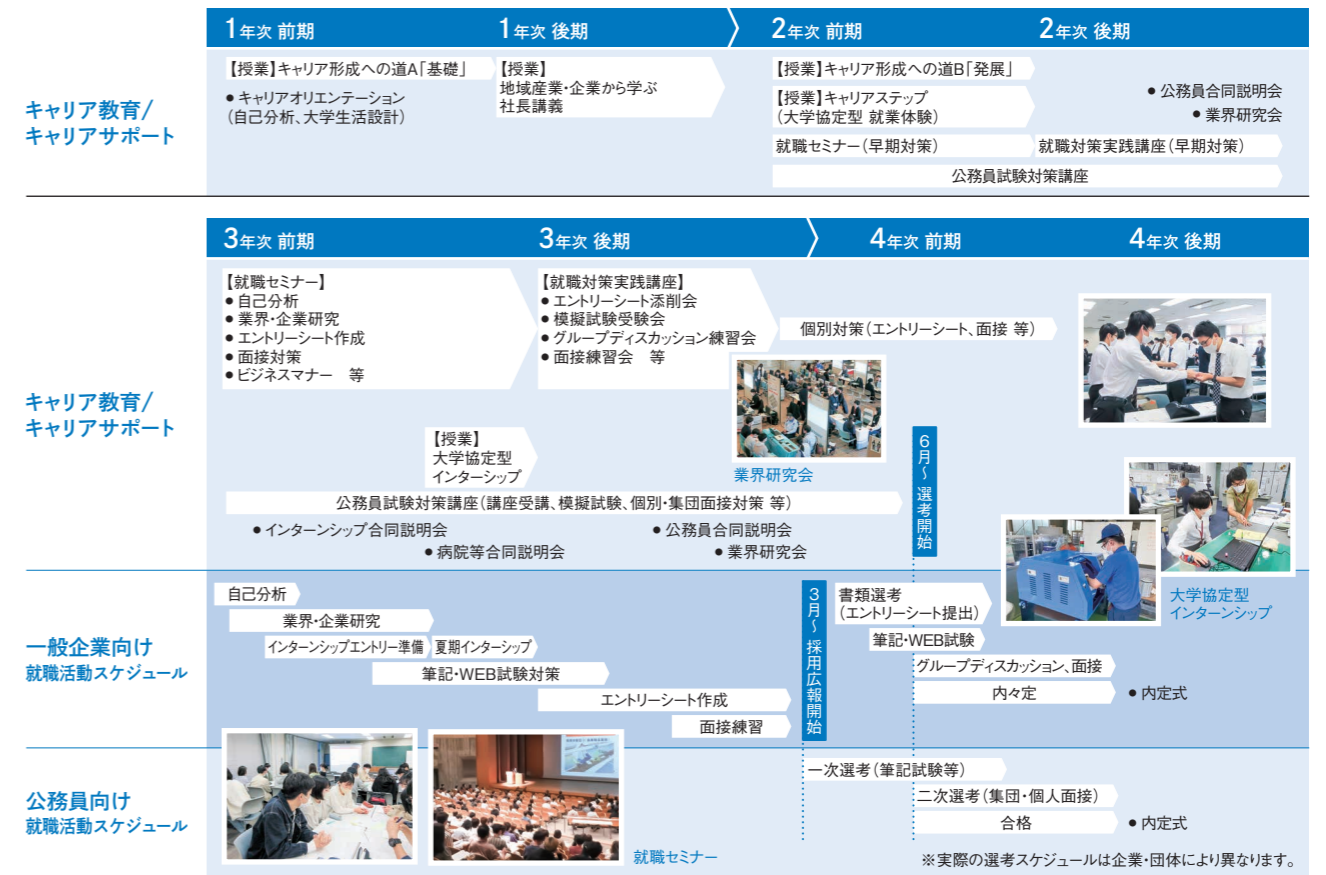 1年次 前期
1年次 後期
2年次 前期
2年次 後期
キャリア教育/
キャリアサポート
【授業】キャリア形成への道A「基礎」
●キャリアオリエンテーション
(自己分析、大学生活設計)
【授業】
地域産業・企業から学ぶ
社長講義
【授業】キャリア形成への道B「発展」
【授業】キャリアステップ
(大学協定型 就業体験)
就職セミナー(早期対策)
●公務員合同説明会
●業界研究会
就職対策実践講座(早期対策)
公務員試験対策講座
3年次 前期
3年次 後期
4年次 前期
4年次 後期
キャリア教育/
キャリアサポート
【就職セミナー】
●自己分析
●業界・企業研究
●エントリーシート作成
●面接対策
●ビジネスマナー 等
【就職対策実践講座】
●エントリーシート添削会
●模擬試験受験会
●グループディスカッション練習会
●面接練習会 等
個別対策(エントリーシート、面接 等)
業界研究会
【授業】
大学協定型
インターシップ
公務員試験対策講座(講座受講、模擬試験、個別・集団面接対策 等)
●インターンシップ合同説明会
●病院等合同説明会
●公務員合同説明会
●業界研究会
6月~ 選考開始
大学協定型
インターンシップ
一般企業向け
就職活動スケジュール
自己分析
業界・企業研究
インターンシップエントリー準備
夏期インターシップ
筆記・WEB試験対策
エントリーシート作成
面接練習
3月~ 採用広報開始
書類選考
(エントリーシート提出)
筆記・WEB試験
グループディスカッション、面接
内々定
●内定式
公務員向け
就職活動スケジュール
就職セミナー
一次選考(筆記試験等)
二次選考(集団・個人面接)
合格
●内定式
※実際の選考スケジュールは企業・団体により異なります。